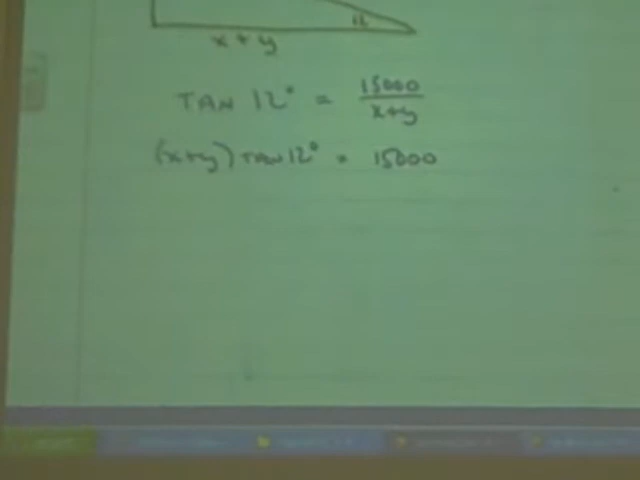 12
x + y
TAN 12° = 15000/x+y
(x+y) TAN 12° = 15000